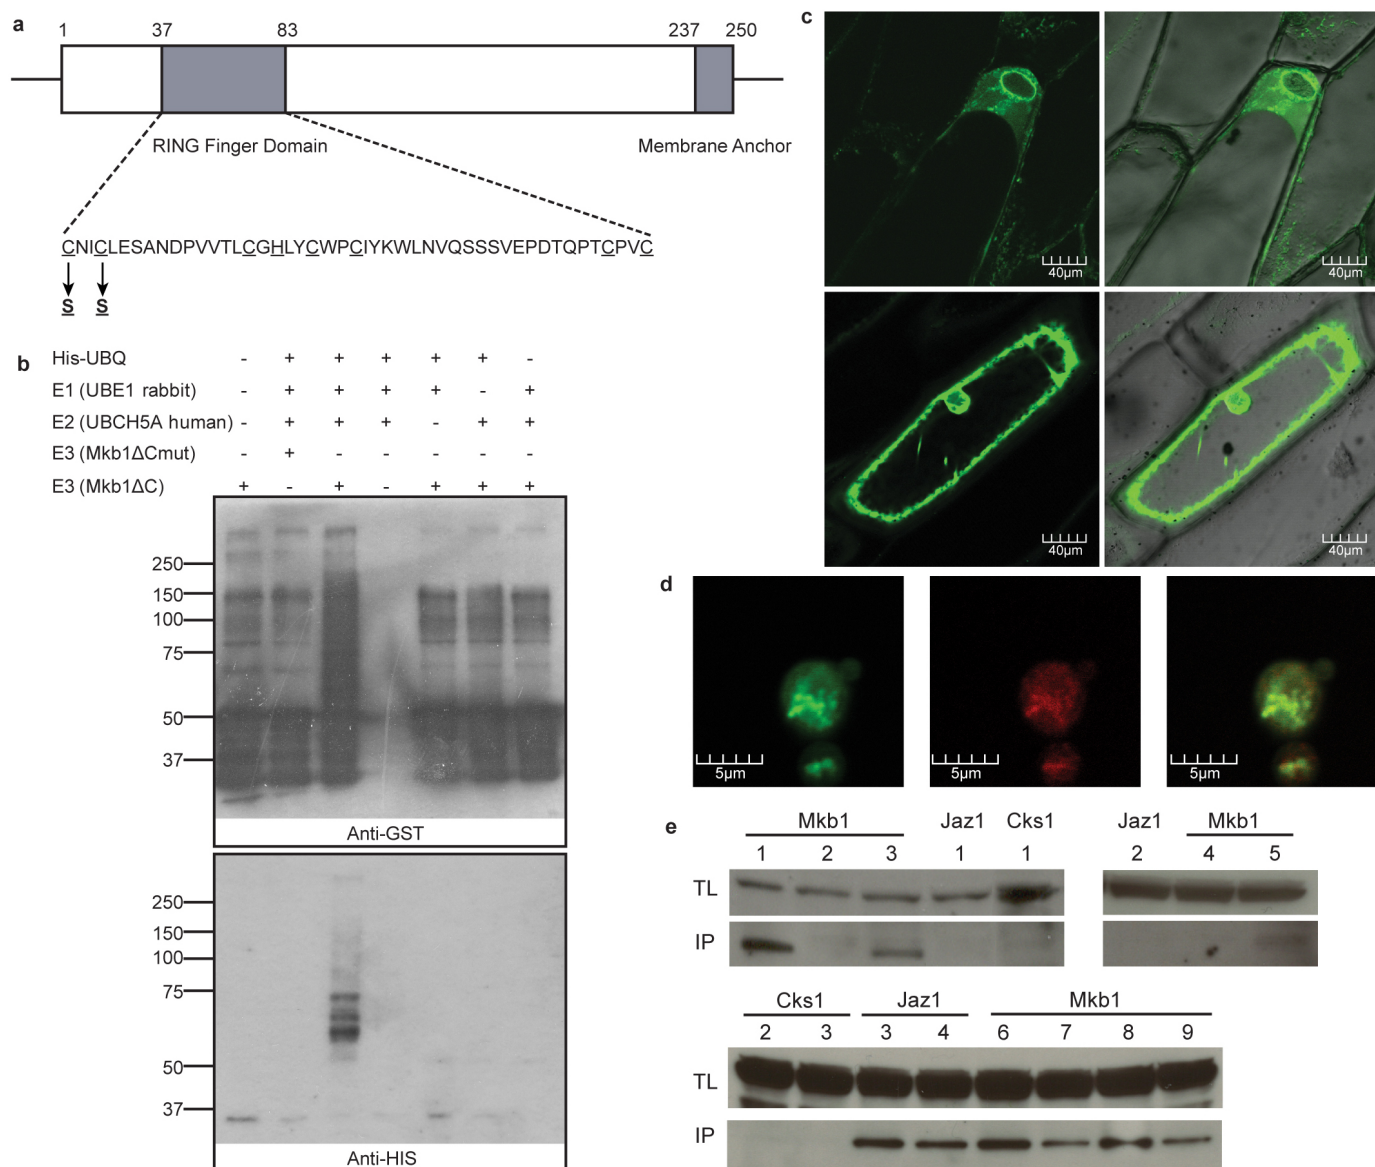 a
1 37 83 237 250
RING Finger Domain Membrane Anchor
CNICLESANDPVVTLCGHLYCWPCIYKWLNVQSSSVEPDTQPTCPVC
S S
b
His-UBQ - + + + + + -
E1 (UBE1 rabbit) - + + + + - +
E2 (UBCH5A human) - + + + - + +
E3 (Mkb1ΔCmut) - + - - - - -
E3 (Mkb1ΔC) + - + - + + +
250
150
100
75
50
37
Anti-GST
250
150
100
75
50
37
Anti-HIS
c
40µm 40µm
40µm 40µm
d
5µm 5µm 5µm
e
Mkb1 Jaz1 Cks1 Jaz1 Mkb1
1 2 3 1 1 2 4 5
TL
IP
Cks1 Jaz1 Mkb1
2 3 3 4 6 7 8 9
TL
IP